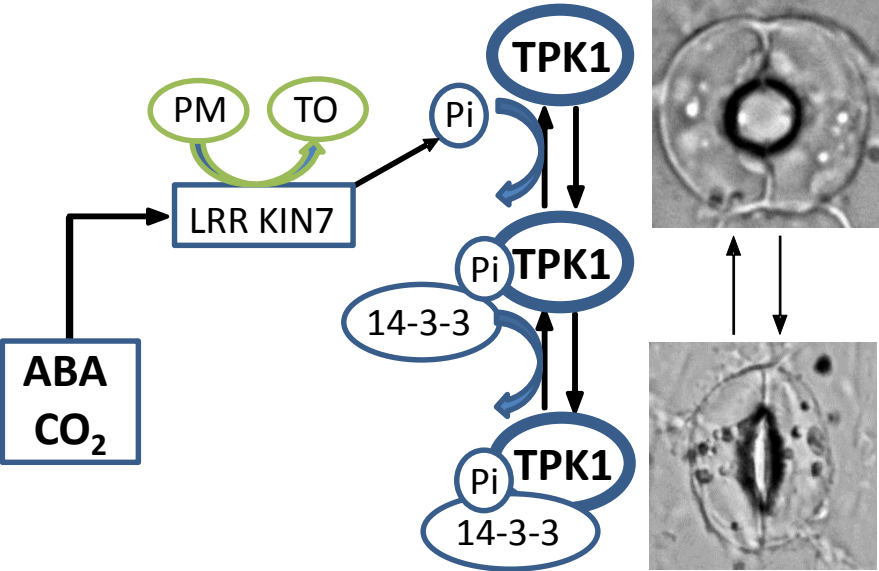 TPK1
PM
TO
Pi
LRR KIN7
Pi
TPK1
14-3-3
ABA
CO₂
Pi
TPK1
14-3-3